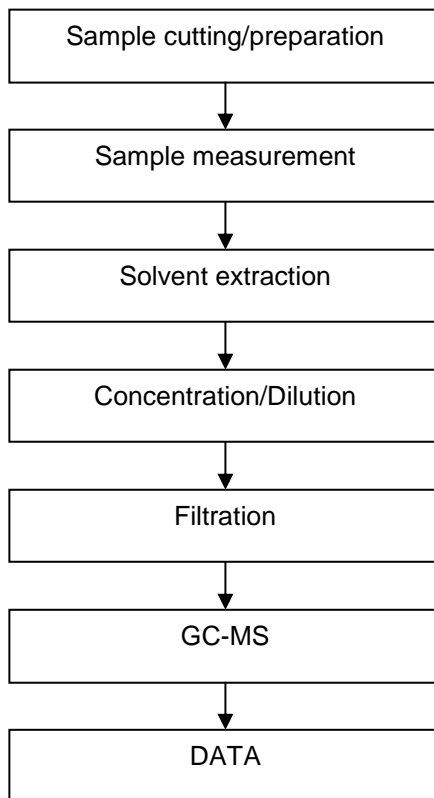 Sample cutting/preparation
Sample measurement
Solvent extraction
Concentration/Dilution
Filtration
GC-MS
DATA